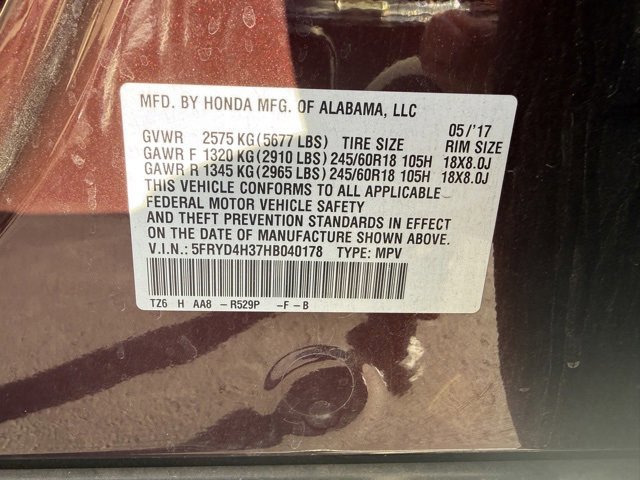 MFD. BY HONDA MFG. OF ALABAMA, LLC
05/'17
GVWR 2575 KG(5677 LBS) TIRE SIZE RIM SIZE
GAWR F 1320 KG(2910 LBS) 245/60R18 105H 18X8.0J
GAWR R 1345 KG(2965 LBS) 245/60R18 105H 18X8.0J
THIS VEHICLE CONFORMS TO ALL APPLICABLE
FEDERAL MOTOR VEHICLE SAFETY
AND THEFT PREVENTION STANDARDS IN EFFECT
ON THE DATE OF MANUFACTURE SHOWN ABOVE.
V.I.N.: 5FRYD4H37HB040178 TYPE: MPV
TZ6 H AA8 - R529P -F-B